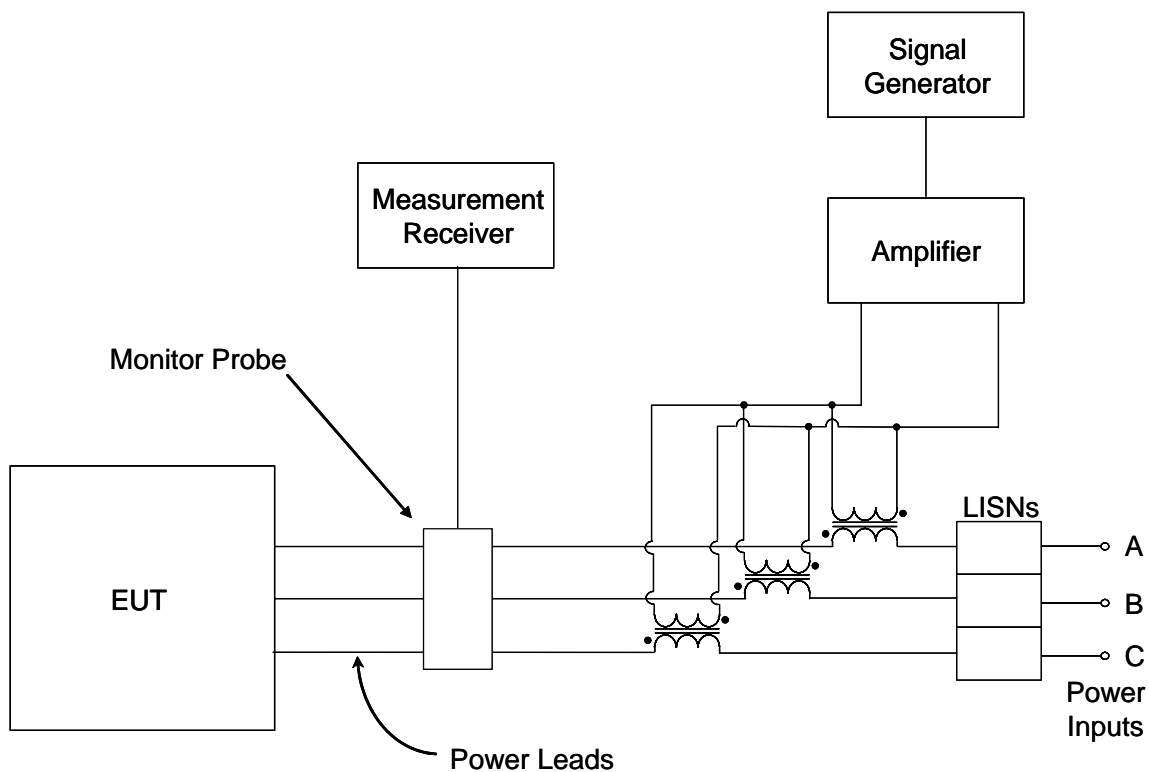 Signal
Generator
Measurement
Receiver
Amplifier
Monitor Probe
LISNs
A
EUT
B
C
Power
Inputs
Power Leads